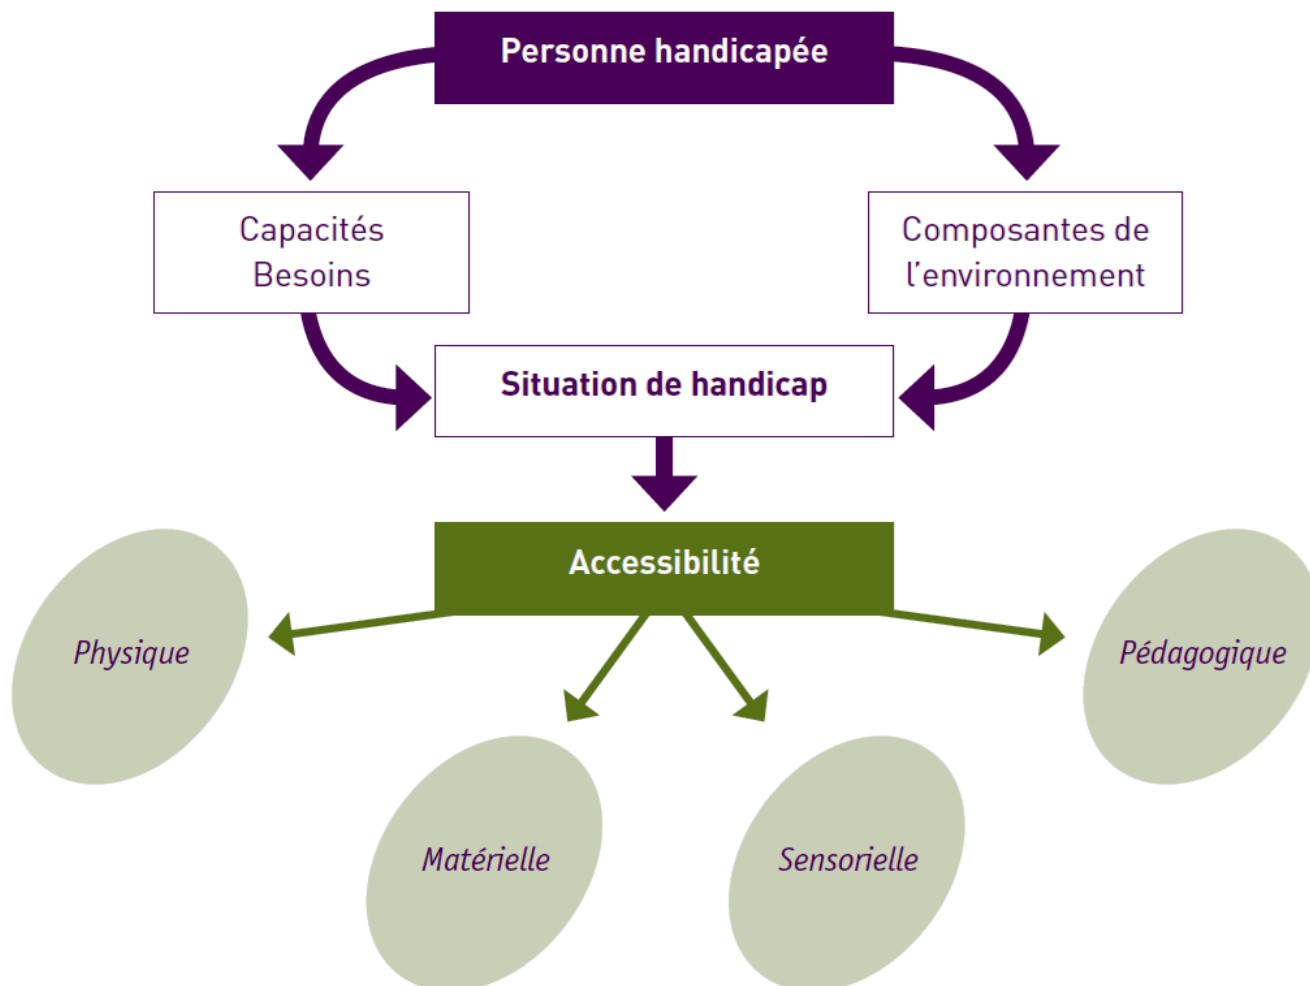 Personne handicapée
Capacités
Besoins
Composantes de
l'environnement
Situation de handicap
Accessibilité
Physique
Pédagogique
Matérielle
Sensorielle